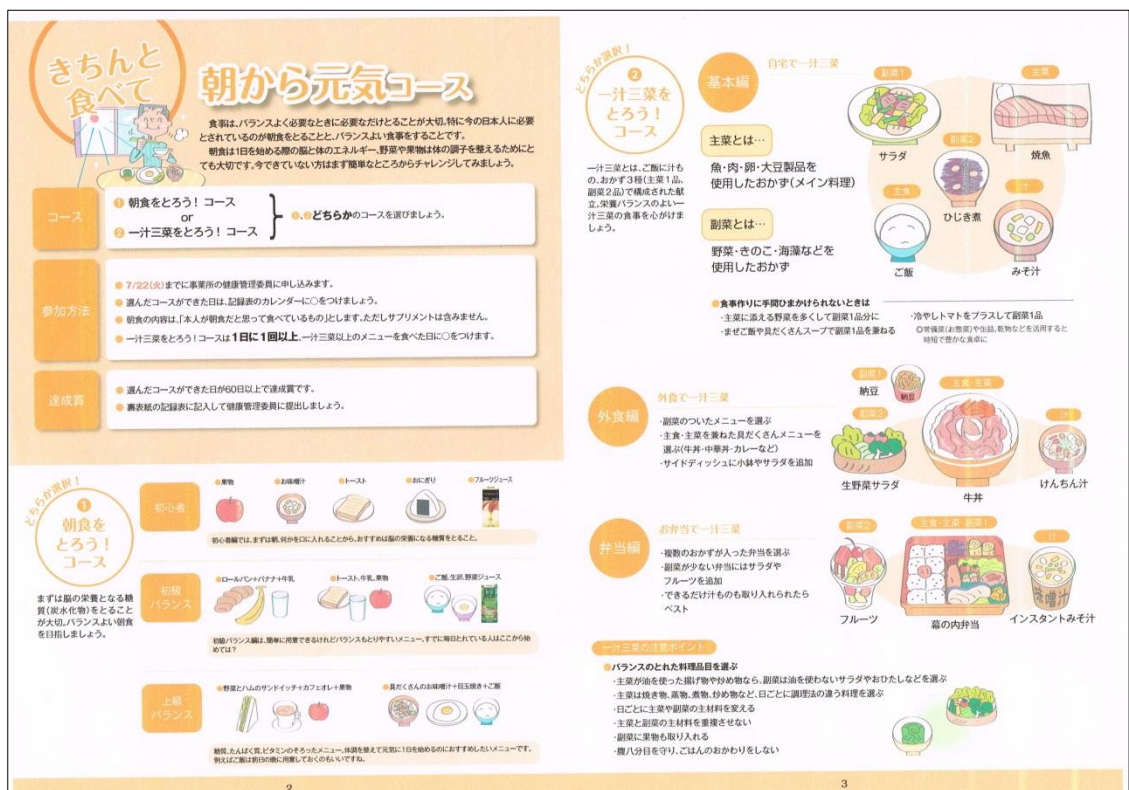 きちんと
食べて
朝から元気コース
食事は、バランスよく必要なときに必要なだけとることが大切。特に今の日本人に必要
とされているのが朝食をとることと、バランスよい食事をすることです。
朝食は1日を始める際の脳と体のエネルギー、野菜や果物は体の調子を整えるためにと
ても大切です。今できていない方はまず簡単なところからチャレンジしてみましょう。
コース
❶ 朝食をとろう! コース
or
❷ 一汁三菜をとろう! コース
❶、❷どちらかのコースを選びましょう。
参加方法
● 7/22(火)までに事業所の健康管理委員に申し込みます。
● 選んだコースができた日は、記録表のカレンダーに○をつけましょう。
● 朝食の内容は、「本人が朝食だと思って食べているもの」とします。ただしサプリメントは含みません。
● 一汁三菜をとろう!コースは1日に1回以上、一汁三菜以上のメニューを食べた日に○をつけます。
達成賞
● 選んだコースができた日が60日以上で達成賞です。
● 裏表紙の記録表に記入して健康管理委員に提出しましょう。
どちらか選択!
❶
朝食を
とろう!
コース
まずは脳の栄養となる糖
質(炭水化物)をとること
が大切。バランスよい朝食
を目指しましょう。
初心者
●果物
●お味噌汁
●トースト
●おにぎり
●フルーツジュース
初心者編では、まずは朝、何かを口に入れることから。おすすめは脳の栄養になる糖質をとること。
初級
バランス
●ロールパン+バナナ+牛乳
●トースト、牛乳、果物
●ご飯、生卵、野菜ジュース
初級バランス編は、簡単に用意できるけれどバランスもとりやすいメニュー。すでに毎日とれている人はここから始
めては?
上級
バランス
●野菜とハムのサンドイッチ+カフェオレ+果物
●具だくさんのお味噌汁+目玉焼き+ご飯
糖質、たんぱく質、ビタミンのそろったメニュー。体調を整えて元気に1日を始めるのにおすすめしたいメニューです。
例えばご飯は前日の晩に用意しておくのもいいですね。
2
どちらか選択!
❷
一汁三菜を
とろう!
コース
一汁三菜とは、ご飯に汁も
の、おかず3種(主菜1品、
副菜2品)で構成された献
立。栄養バランスのよい一
汁三菜の食事を心がけま
しょう。
基本編
自宅で一汁三菜
主菜とは…
魚・肉・卵・大豆製品を
使用したおかず(メイン料理)
副菜とは…
野菜・きのこ・海藻などを
使用したおかず
副菜1
サラダ
主菜
焼魚
副菜2
ひじき煮
主食
ご飯
汁
みそ汁
●食事作りに手間ひまかけられないときは
・主菜に添える野菜を多くして副菜1品分に
・まぜご飯や具だくさんスープで副菜1品を兼ねる
・冷やしトマトをプラスして副菜1品
◎常備菜(お惣菜)や缶詰、乾物などを活用すると
時短で豊かな食卓に
外食編
外食で一汁三菜
・副菜のついたメニューを選ぶ
・主食・主菜を兼ねた具だくさんメニューを
選ぶ(牛丼・中華丼・カレーなど)
・サイドディッシュに小鉢やサラダを追加
副菜1
納豆
納豆
副菜2
生野菜サラダ
主食・主菜
牛丼
汁
けんちん汁
弁当編
お弁当で一汁三菜
・複数のおかずが入った弁当を選ぶ
・副菜が少ない弁当にはサラダや
フルーツを追加
・できるだけ汁ものも取り入れられたら
ベスト
副菜2
フルーツ
主食・主菜・副菜1
幕の内弁当
汁
味噌汁
インスタントみそ汁
一汁三菜の注意ポイント
●バランスのとれた料理品目を選ぶ
・主菜が油を使った揚げ物や炒め物なら、副菜は油を使わないサラダやおひたしなどを選ぶ
・主菜は焼き物、蒸物、煮物、炒め物など、日ごとに調理法の違う料理を選ぶ
・日ごとに主菜や副菜の主材料を変える
・主菜と副菜の主材料を重複させない
・副菜に果物も取り入れる
・腹八分目を守り、ごはんのおかわりをしない
3